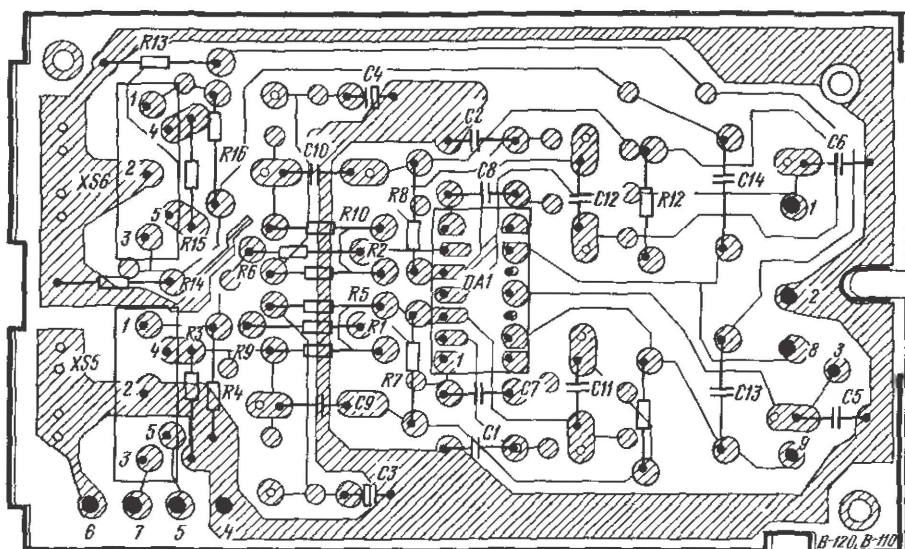 R13
C4
1
4
C2
C6
R16
C10
XS6
2
C8
R8
C12
R12
C14
1
5
R15
R10
3
R2
R6
DA1
R14
R5
2
1
R3
R1
8
4
R9
1
3
XS5
R7
2
R4
C9
C7
C11
C13
C5
5
C1
3
9
C3
6
7
5
4
В-120, В-110